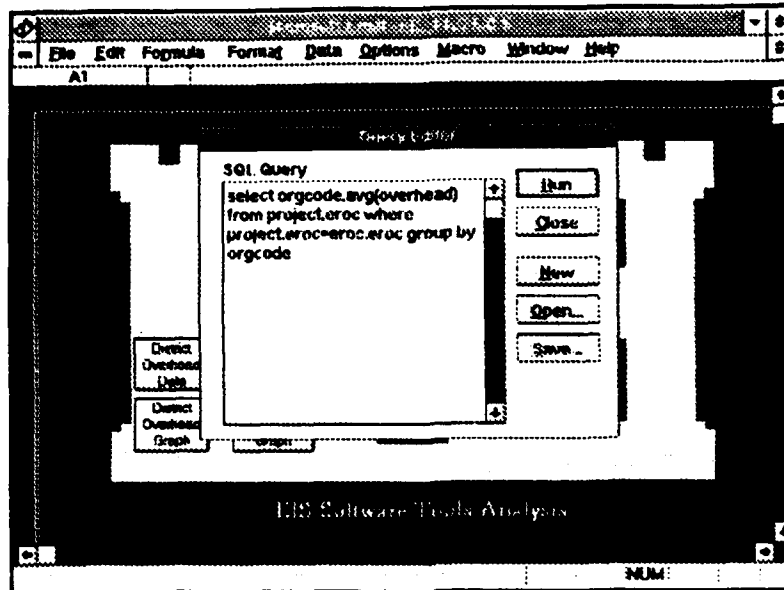 File Edit Formula Format Data Options Macro Window Help
A1
Query Editor
SQL Query
select orgcode,avg(overhead)
from project,eroc where
project.eroc=eroc.eroc group by
orgcode
Run
Close
New
Open...
Save...
District
Overhead
Data
District
Overhead
Graph
Graph
EIS Software Tools Analysis
NUM